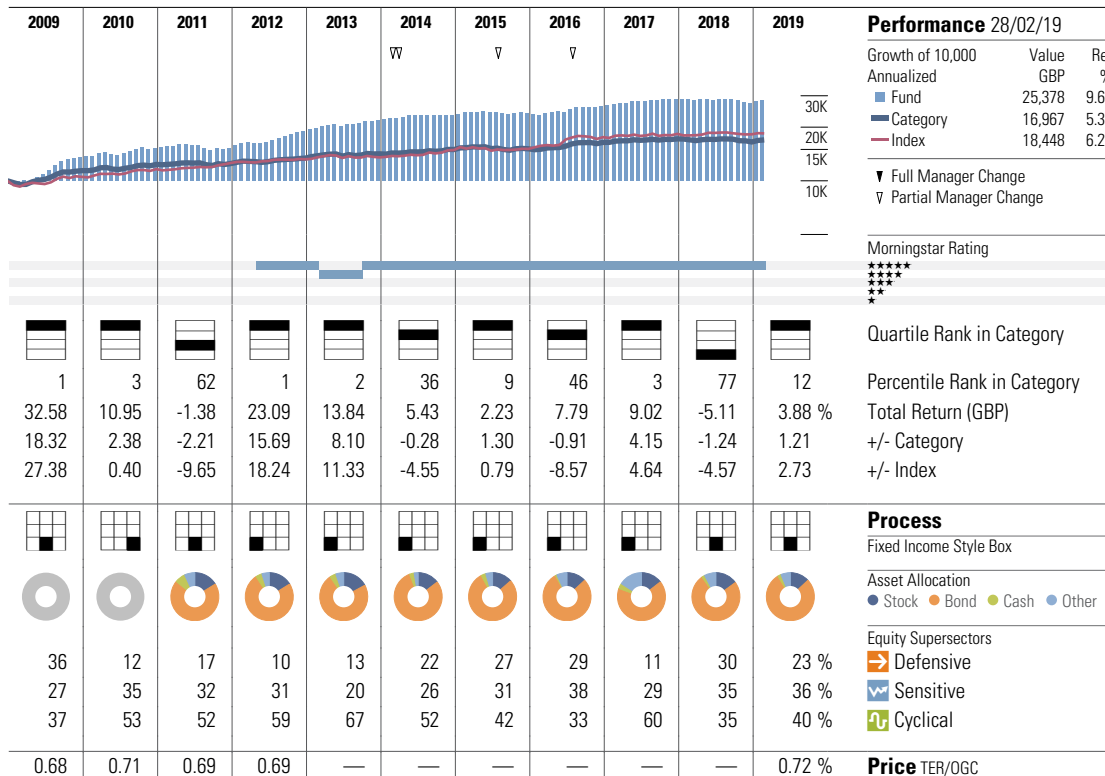 2009 2010 2011 2012 2013 2014 2015 2016 2017 2018 2019 Performance 28/02/19
Growth of 10,000 Value Re
Annualized GBP %
Fund 25,378 9.6
Category 16,967 5.3
Index 18,448 6.2
30K
20K
15K
10K
Full Manager Change
Partial Manager Change
Morningstar Rating
★★★★★
★★★★
★★★
★★
★
Quartile Rank in Category
1 3 62 1 2 36 9 46 3 77 12 Percentile Rank in Category
32.58 10.95 -1.38 23.09 13.84 5.43 2.23 7.79 9.02 -5.11 3.88 % Total Return (GBP)
18.32 2.38 -2.21 15.69 8.10 -0.28 1.30 -0.91 4.15 -1.24 1.21 +/- Category
27.38 0.40 -9.65 18.24 11.33 -4.55 0.79 -8.57 4.64 -4.57 2.73 +/- Index
Process
Fixed Income Style Box
Asset Allocation
Stock Bond Cash Other
Equity Supersectors
36 12 17 10 13 22 27 29 11 30 23 % Defensive
27 35 32 31 20 26 31 38 29 35 36 % Sensitive
37 53 52 59 67 52 42 33 60 35 40 % Cyclical
0.68 0.71 0.69 0.69 — — — — — — 0.72 % Price TER/OGC